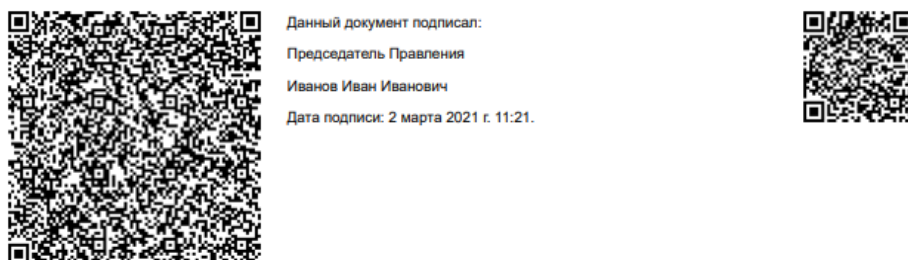 Данный документ подписал:
Председатель Правления
Иванов Иван Иванович
Дата подписи: 2 марта 2021 г. 11:21.